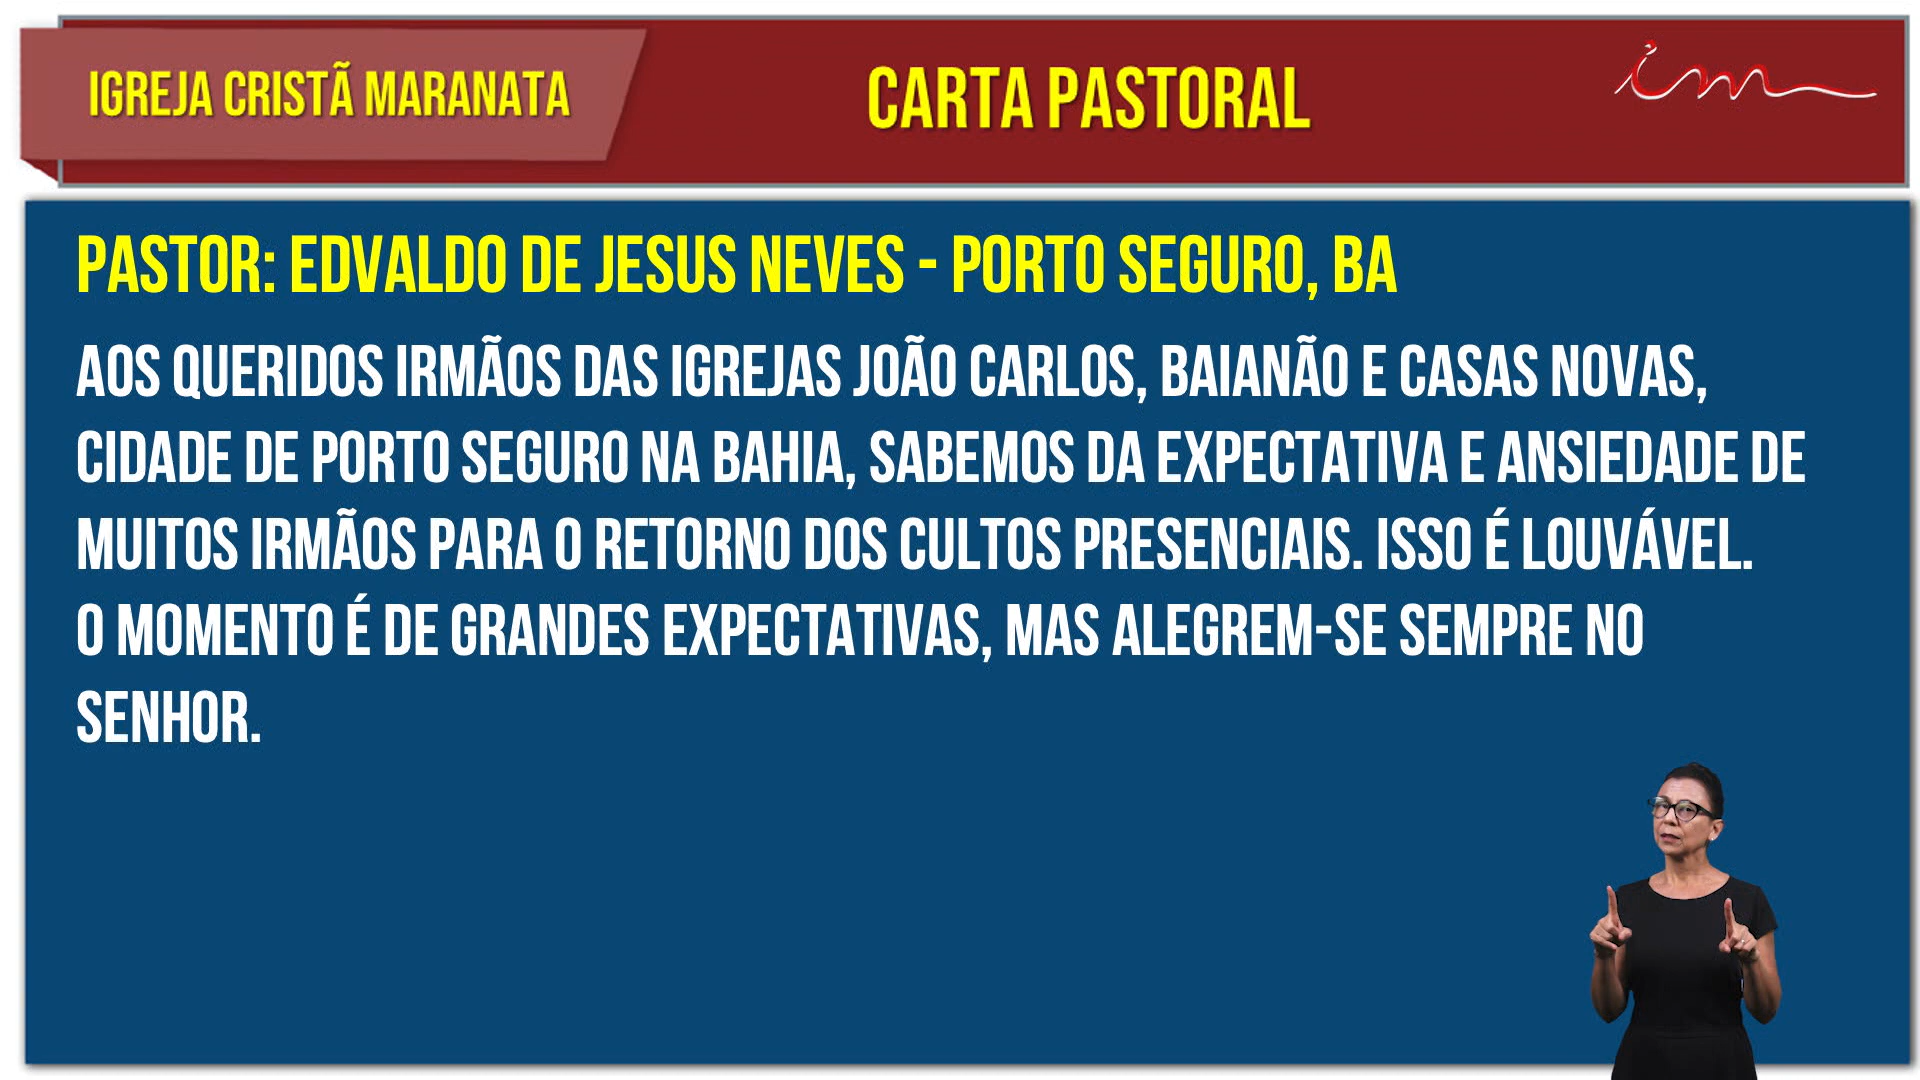 IGREJA CRISTÃ MARANATA
CARTA PASTORAL
im
PASTOR: EDVALDO DE JESUS NEVES - PORTO SEGURO, BA
AOS QUERIDOS IRMÃOS DAS IGREJAS JOÃO CARLOS, BAIANÃO E CASAS NOVAS,
CIDADE DE PORTO SEGURO NA BAHIA, SABEMOS DA EXPECTATIVA E ANSIEDADE DE
MUITOS IRMÃOS PARA O RETORNO DOS CULTOS PRESENCIAIS. ISSO É LOUVÁVEL.
O MOMENTO É DE GRANDES EXPECTATIVAS, MAS ALEGREM-SE SEMPRE NO
SENHOR.